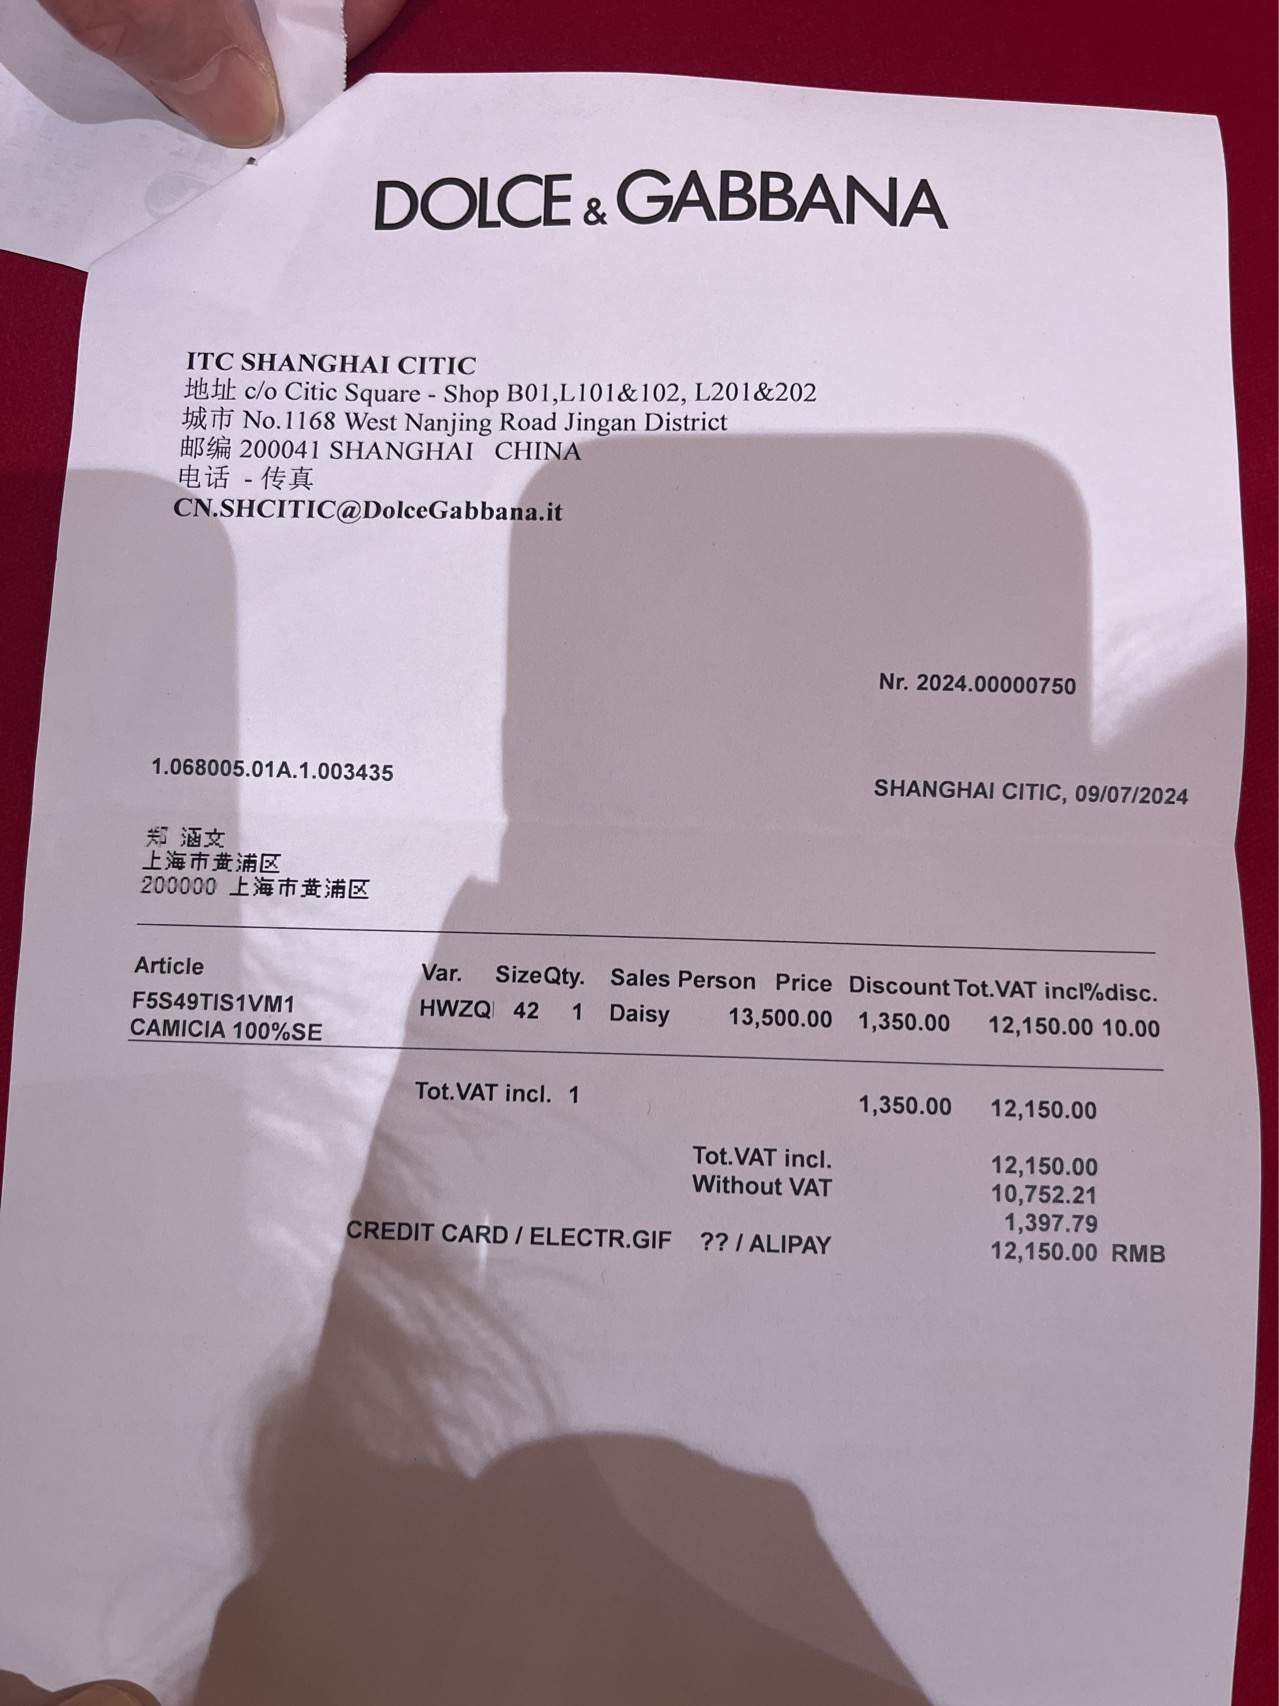 DOLCE & GABBANA
ITC SHANGHAI CITIC
地址 c/o Citic Square - Shop B01,L101&102, L201&202
城市 No.1168 West Nanjing Road Jingan District
邮编 200041 SHANGHAI CHINA
电话 - 传真
CN.SHCITIC@DolceGabbana.it
Nr. 2024.00000750
1.068005.01A.1.003435
SHANGHAI CITIC, 09/07/2024
郑 涵文
上海市黄浦区
200000 上海市黄浦区
Article Var. Size Qty. Sales Person Price Discount Tot.VAT incl %disc.
F5S49TIS1VM1 HWZQ 42 1 Daisy 13,500.00 1,350.00 12,150.00 10.00
CAMICIA 100%SE
Tot.VAT incl. 1 1,350.00 12,150.00
Tot.VAT incl. 12,150.00
Without VAT 10,752.21
1,397.79
CREDIT CARD / ELECTR.GIF ?? / ALIPAY 12,150.00 RMB